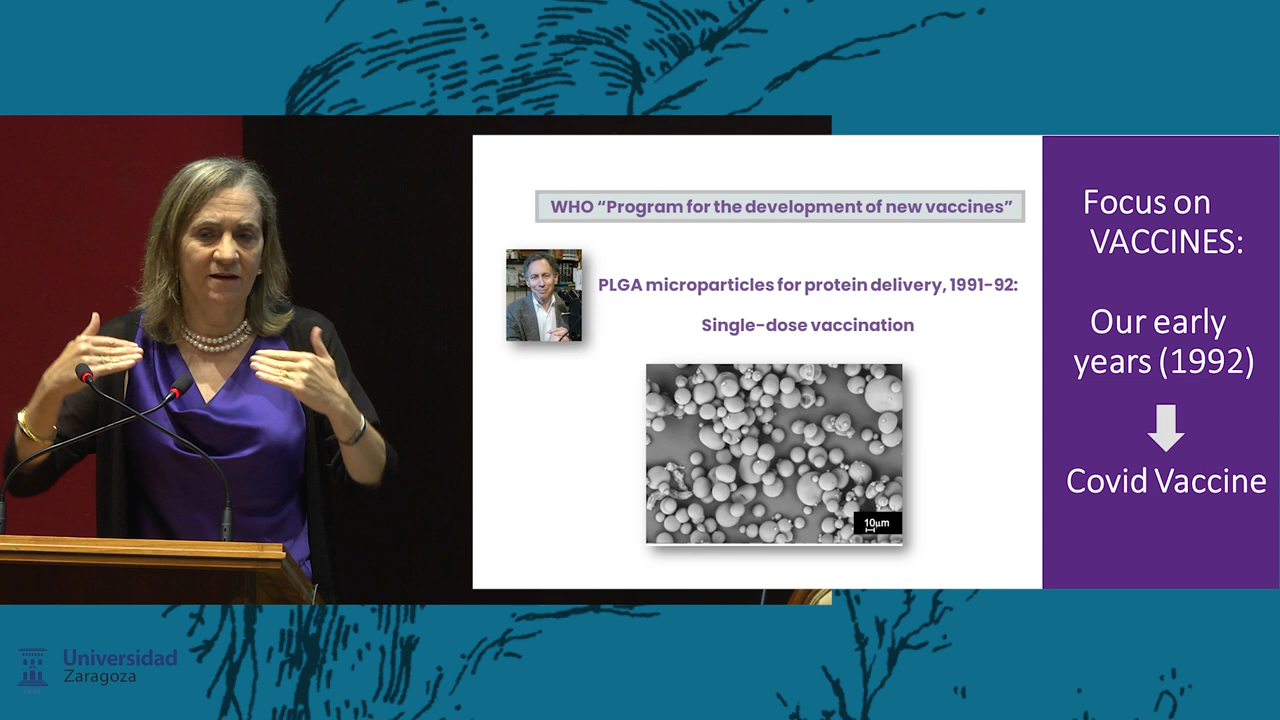 WHO “Program for the development of new vaccines”
PLGA microparticles for protein delivery, 1991-92:
Single-dose vaccination
10µm
Focus on
VACCINES:
Our early
years (1992)
Covid Vaccine
Universidad
Zaragoza